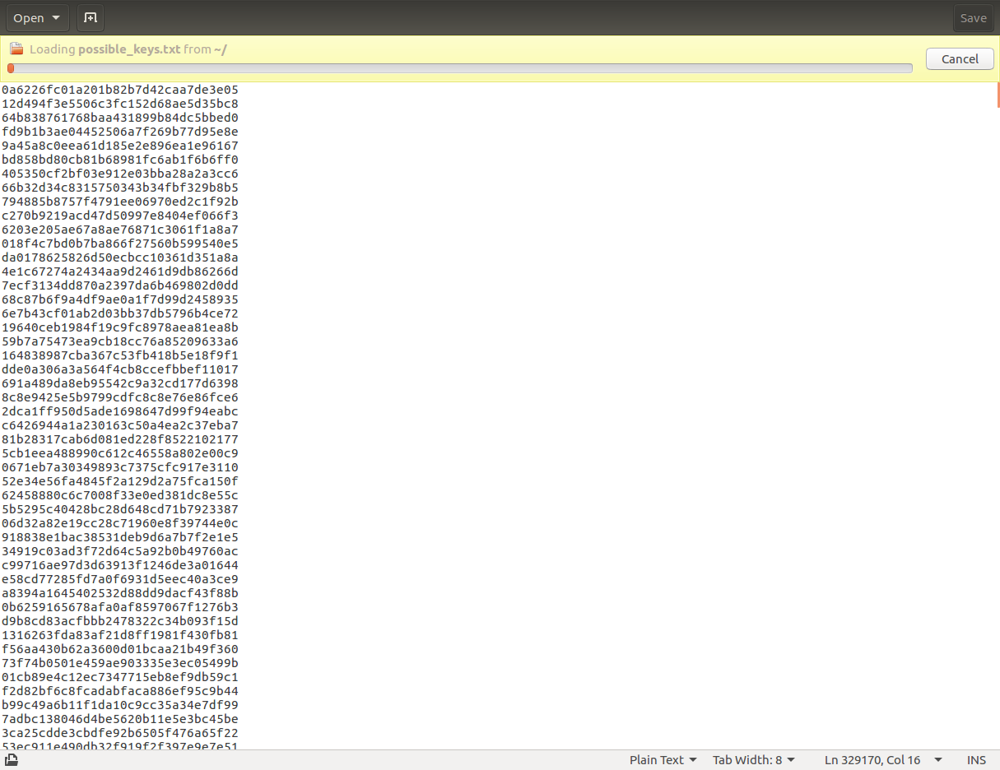 Open
Save
Loading possible_keys.txt from ~/
Cancel
0a6226fc01a201b82b7d42caa7de3e05
12d494f3e5506c3fc152d68ae5d35bc8
64b838761768baa431899b84dc5bbed0
fd9b1b3ae04452506a7f269b77d95e8e
9a45a8c0eea61d185e2e896ea1e96167
bd858bd80cb81b68981fc6ab1f6b6ff0
405350cf2bf03e912e03bba28a2a3cc6
66b32d34c8315750343b34fbf329b8b5
794885b8757f4791ee06970ed2c1f92b
c270b9219acd47d50997e8404ef066f3
6203e205ae67a8ae76871c3061f1a8a7
018f4c7bd0b7ba866f27560b599540e5
da0178625826d50ecbcc10361d351a8a
4e1c67274a2434aa9d2461d9db86266d
7ecf3134dd870a2397da6b469802d0dd
68c87b6f9a4df9ae0a1f7d99d2458935
6e7b43cf01ab2d03bb37db5796b4ce72
19640ceb1984f19c9fc8978aea81ea8b
59b7a75473ea9cb18cc76a85209633a6
164838987cba367c53fb418b5e18f9f1
dde0a306a3a564f4cb8ccefbbef11017
691a489da8eb95542c9a32cd177d6398
8c8e9425e5b9799cdfc8c8e76e86fce6
2dca1ff950d5ade1698647d99f94eabc
c6426944a1a230163c50a4ea2c37eba7
81b28317cab6d081ed228f8522102177
5cb1eea488990c612c46558a802e00c9
0671eb7a30349893c7375cfc917e3110
52e34e56fa4845f2a129d2a75fca150f
62458880c6c7008f33e0ed381dc8e55c
5b5295c40428bc28d648cd71b7923387
06d32a82e19cc28c71960e8f39744e0c
918838e1bac38531deb9d6a7b7f2e1e5
34919c03ad3f72d64c5a92b0b49760ac
c99716ae97d3d63913f1246de3a01644
e58cd77285fd7a0f6931d5eec40a3ce9
a8394a1645402532d88dd9dacf43f88b
0b6259165678afa0af8597067f1276b3
d9b8cd83acfbbb2478322c34b093f15d
1316263fda83af21d8ff1981f430fb81
f56aa430b62a3600d01bcaa21b49f360
73f74b0501e459ae903335e3ec05499b
01cb89e4c12ec7347715eb8ef9db59c1
f2d82bf6c8fcadabfaca886ef95c9b44
b99c49a6b11f1da10c9cc35a34e7df99
7adbc138046d4be5620b11e5e3bc45be
3ca25cdde3cbdfe92b6505f476a65f22
53ec911e490db32f919f2f397e9e7e51
Plain Text Tab Width: 8 Ln 329170, Col 16 INS